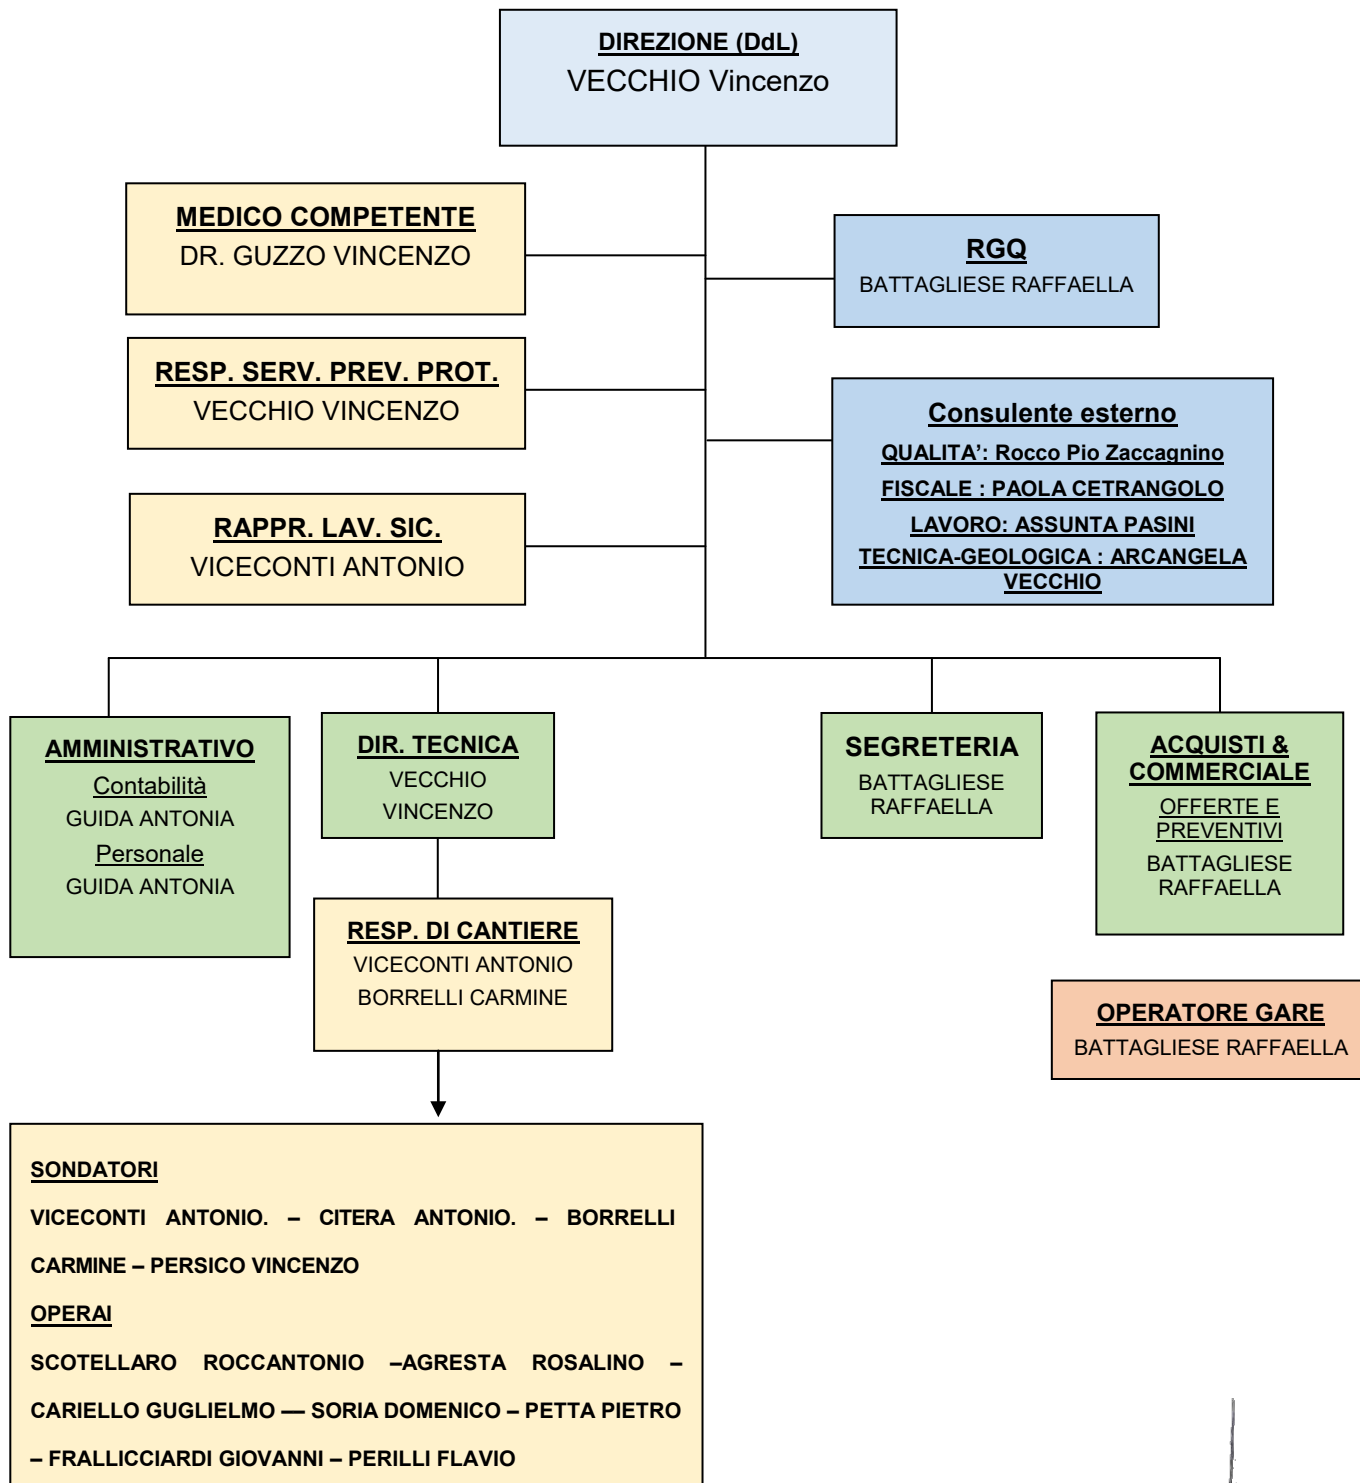 DIREZIONE (DdL)
VECCHIO Vincenzo
MEDICO COMPETENTE
DR. GUZZO VINCENZO
RGQ
BATTAGLIESE RAFFAELLA
RESP. SERV. PREV. PROT.
VECCHIO VINCENZO
Consulente esterno
QUALITA’: Rocco Pio Zaccagnino
FISCALE : PAOLA CETRANGOLO
LAVORO: ASSUNTA PASINI
TECNICA-GEOLOGICA : ARCANGELA
VECCHIO
RAPPR. LAV. SIC.
VICECONTI ANTONIO
AMMINISTRATIVO
Contabilità
GUIDA ANTONIA
Personale
GUIDA ANTONIA
DIR. TECNICA
VECCHIO
VINCENZO
SEGRETERIA
BATTAGLIESE
RAFFAELLA
ACQUISTI &
COMMERCIALE
OFFERTE E
PREVENTIVI
BATTAGLIESE
RAFFAELLA
RESP. DI CANTIERE
VICECONTI ANTONIO
BORRELLI CARMINE
OPERATORE GARE
BATTAGLIESE RAFFAELLA
SONDATORI
VICECONTI ANTONIO. – CITERA ANTONIO. – BORRELLI
CARMINE – PERSICO VINCENZO
OPERAI
SCOTELLARO ROCCANTONIO –AGRESTA ROSALINO –
CARIELLO GUGLIELMO –– SORIA DOMENICO – PETTA PIETRO
– FRALLICCIARDI GIOVANNI – PERILLI FLAVIO